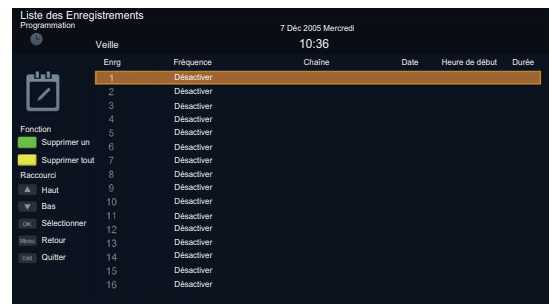 Liste des Enregistrements
Programmation
7 Déc 2005 Mercredi
Veille
10:36
Enrg Fréquence Chaîne Date Heure de début Durée
1 Désactiver
2 Désactiver
3 Désactiver
4 Désactiver
Fonction
5 Désactiver
Supprimer un
6 Désactiver
Supprimer tout
7 Désactiver
Raccourci
8 Désactiver
Haut
9 Désactiver
10 Désactiver
Bas
11 Désactiver
OK Sélectionner
12 Désactiver
Menu Retour
13 Désactiver
Exit Quitter
14 Désactiver
15 Désactiver
16 Désactiver